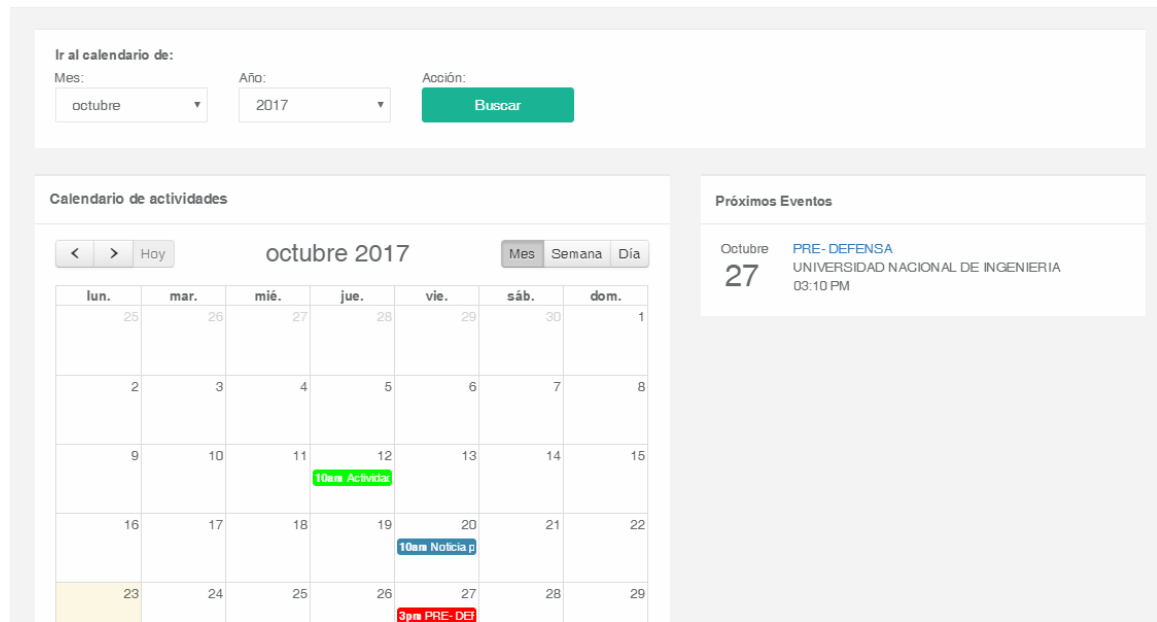 Ir al calendario de:
Mes: Año: Acción:
octubre 2017 Buscar
Calendario de actividades
Hoy octubre 2017 Mes Semana Día
lun. mar. mié. jue. vie. sáb. dom.
25 26 27 28 29 30 1
2 3 4 5 6 7 8
9 10 11 12 13 14 15
10am Actividad
16 17 18 19 20 21 22
10am Noticia p
23 24 25 26 27 28 29
3pm PRE- DEF
Próximos Eventos
Octubre PRE- DEFENSA
27 UNIVERSIDAD NACIONAL DE INGENIERIA
03:10 PM